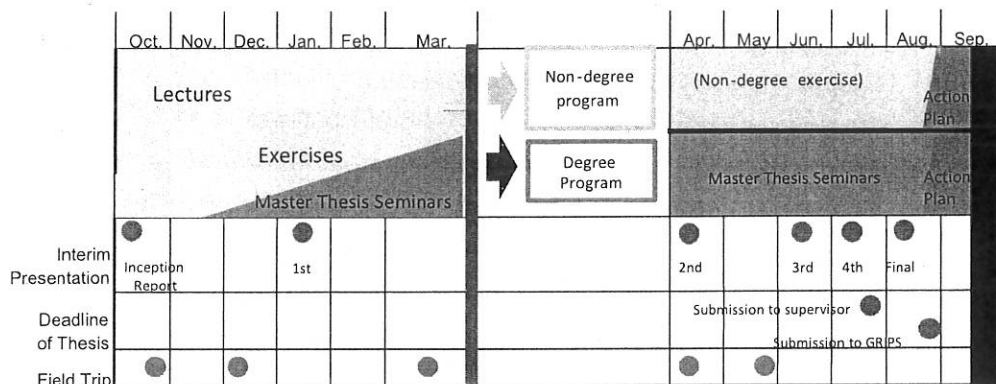 Oct. Nov. Dec. Jan. Feb. Mar. Apr. May Jun. Jul. Aug. Sep.
Lectures
Exercises
Master Thesis Seminars
Non-degree
program
Degree
Program
(Non-degree exercise)
Action
Plan
Master Thesis Seminars
Action
Plan
Interim
Presentation
Inception
Report
1st
2nd
3rd
4th
Final
Deadline
of Thesis
Submission to supervisor
Submission to GRIPS
Field Trip